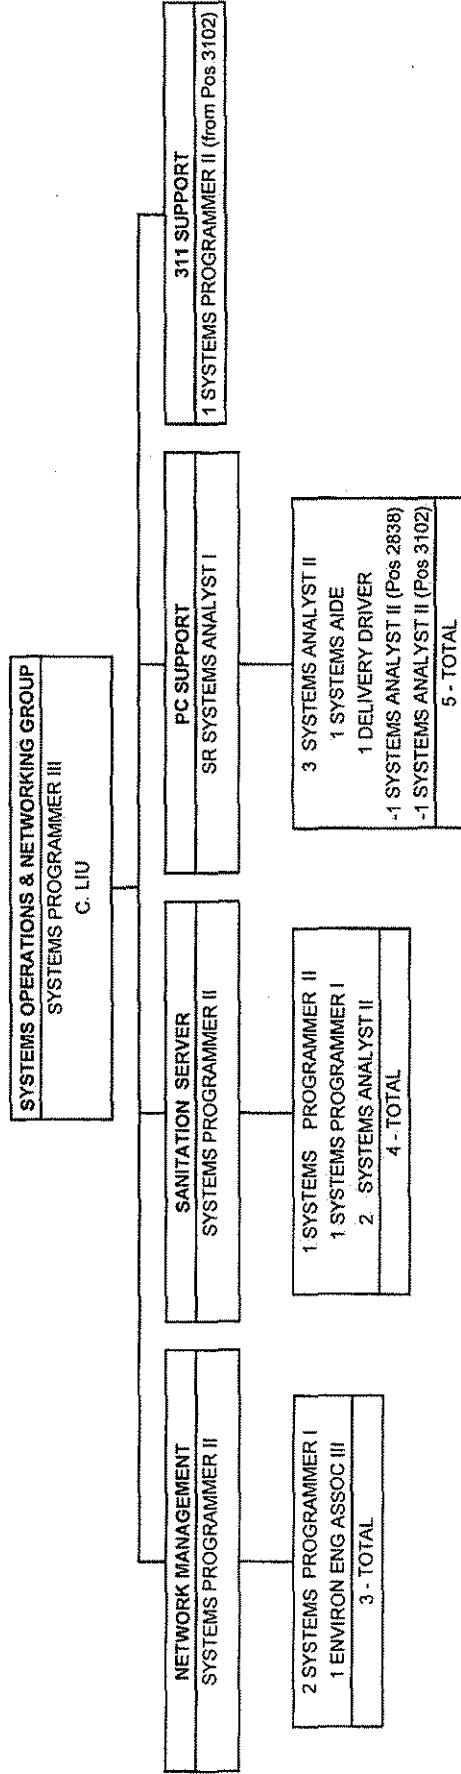 SYSTEMS OPERATIONS & NETWORKING GROUP
SYSTEMS PROGRAMMER III
C. LIU
NETWORK MANAGEMENT
SYSTEMS PROGRAMMER II
2 SYSTEMS PROGRAMMER I
1 ENVIRON ENG ASSOC III
3 - TOTAL
SANITATION SERVER
SYSTEMS PROGRAMMER II
1 SYSTEMS PROGRAMMER II
1 SYSTEMS PROGRAMMER I
2 SYSTEMS ANALYST II
4 - TOTAL
PC SUPPORT
SR SYSTEMS ANALYST I
3 SYSTEMS ANALYST II
1 SYSTEMS AIDE
1 DELIVERY DRIVER
-1 SYSTEMS ANALYST II (Pos 2838)
-1 SYSTEMS ANALYST II (Pos 3102)
5 - TOTAL
311 SUPPORT
1 SYSTEMS PROGRAMMER II (from Pos 3102)